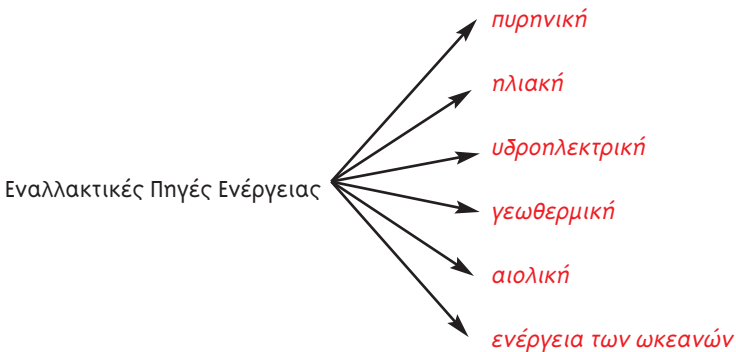 πυρηνική
ηλιακή
υδροηλεκτρική
Εναλλακτικές Πηγές Ενέργειας
γεωθερμική
αιολική
ενέργεια των ωκεανών